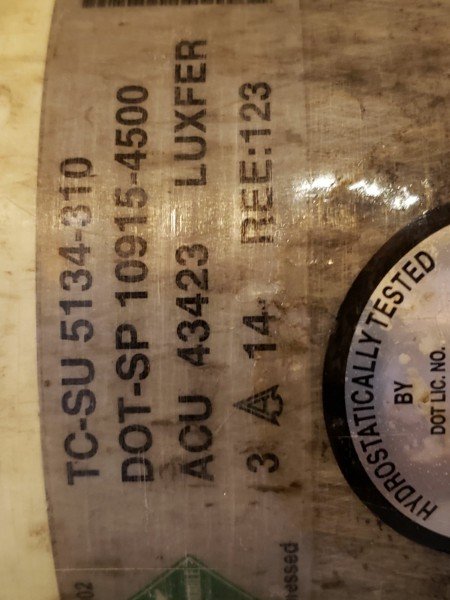 TC-SU 5134-310
DOT-SP 10915-4500
ACU 43423 LUXFER
3 14 REE:123
HYDROSTATICALLY TESTED
BY
DOT LIC. NO.
02